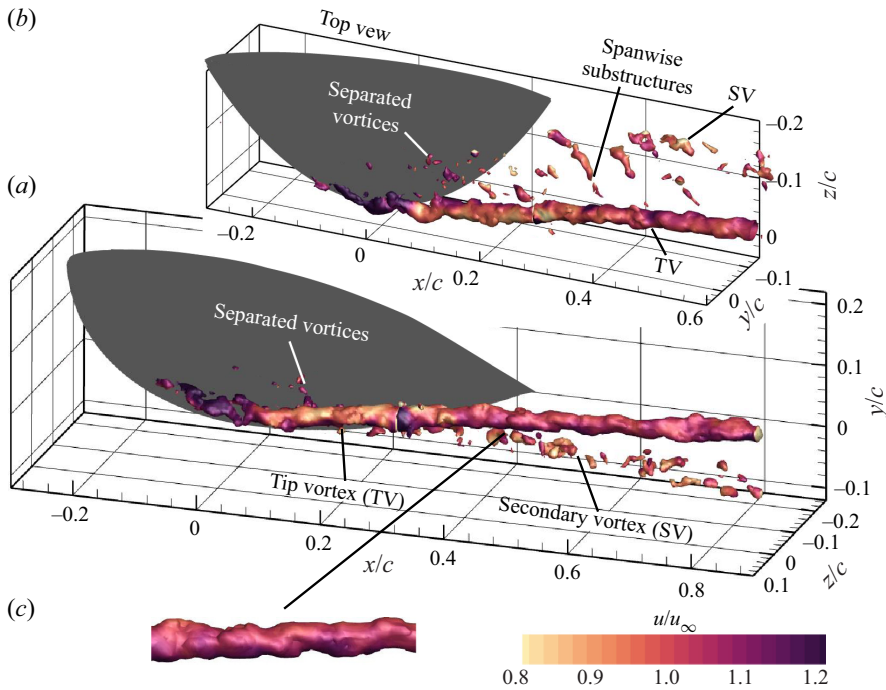 (b)
Top vew
Spanwise
substructures
SV
Separated
vortices
–0.2
–0.1
z/c
0
TV
–0.2
0
0.2
x/c
0.4
0.6
–0.1
0
y/c
(a)
Separated vortices
0.2
0.1
y/c
0
–0.1
Tip vortex (TV)
Secondary vortex (SV)
–0.2
0
0.2
x/c
0.4
0.6
0.8
–0.2
–0.1
0
z/c
0.1
(c)
u/u∞
0.8 0.9 1.0 1.1 1.2